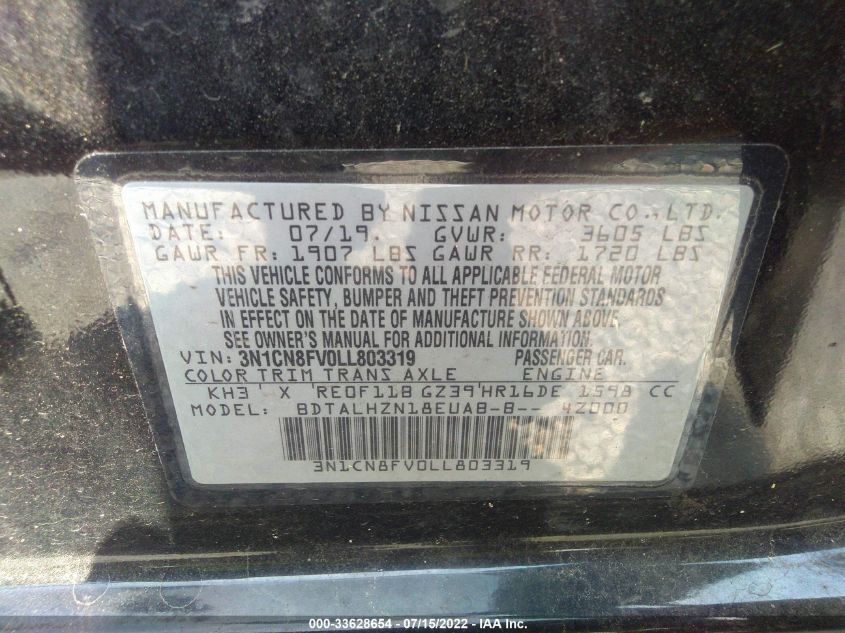 MANUFACTURED BY NISSAN MOTOR CO., LTD.
DATE: 07/19. GVWR: 3605 LBS
GAWR FR: 1907 LBS GAWR RR: 1720 LBS
THIS VEHICLE CONFORMS TO ALL APPLICABLE FEDERAL MOTOR
VEHICLE SAFETY, BUMPER AND THEFT PREVENTION STANDARDS
IN EFFECT ON THE DATE OF MANUFACTURE SHOWN ABOVE.
SEE OWNER'S MANUAL FOR ADDITIONAL INFORMATION.
VIN: 3N1CN8FV0LL803319 PASSENGER CAR.
COLOR TRIM TRANS AXLE ENGINE
KH3 ' X 'RE0F11B GZ39'HR16DE 1598 CC
MODEL: BDTALHZN18EUA8-B-- 4Z000
3N1CN8FV0LL803319
000-33628654 - 07/15/2022 - IAA Inc.